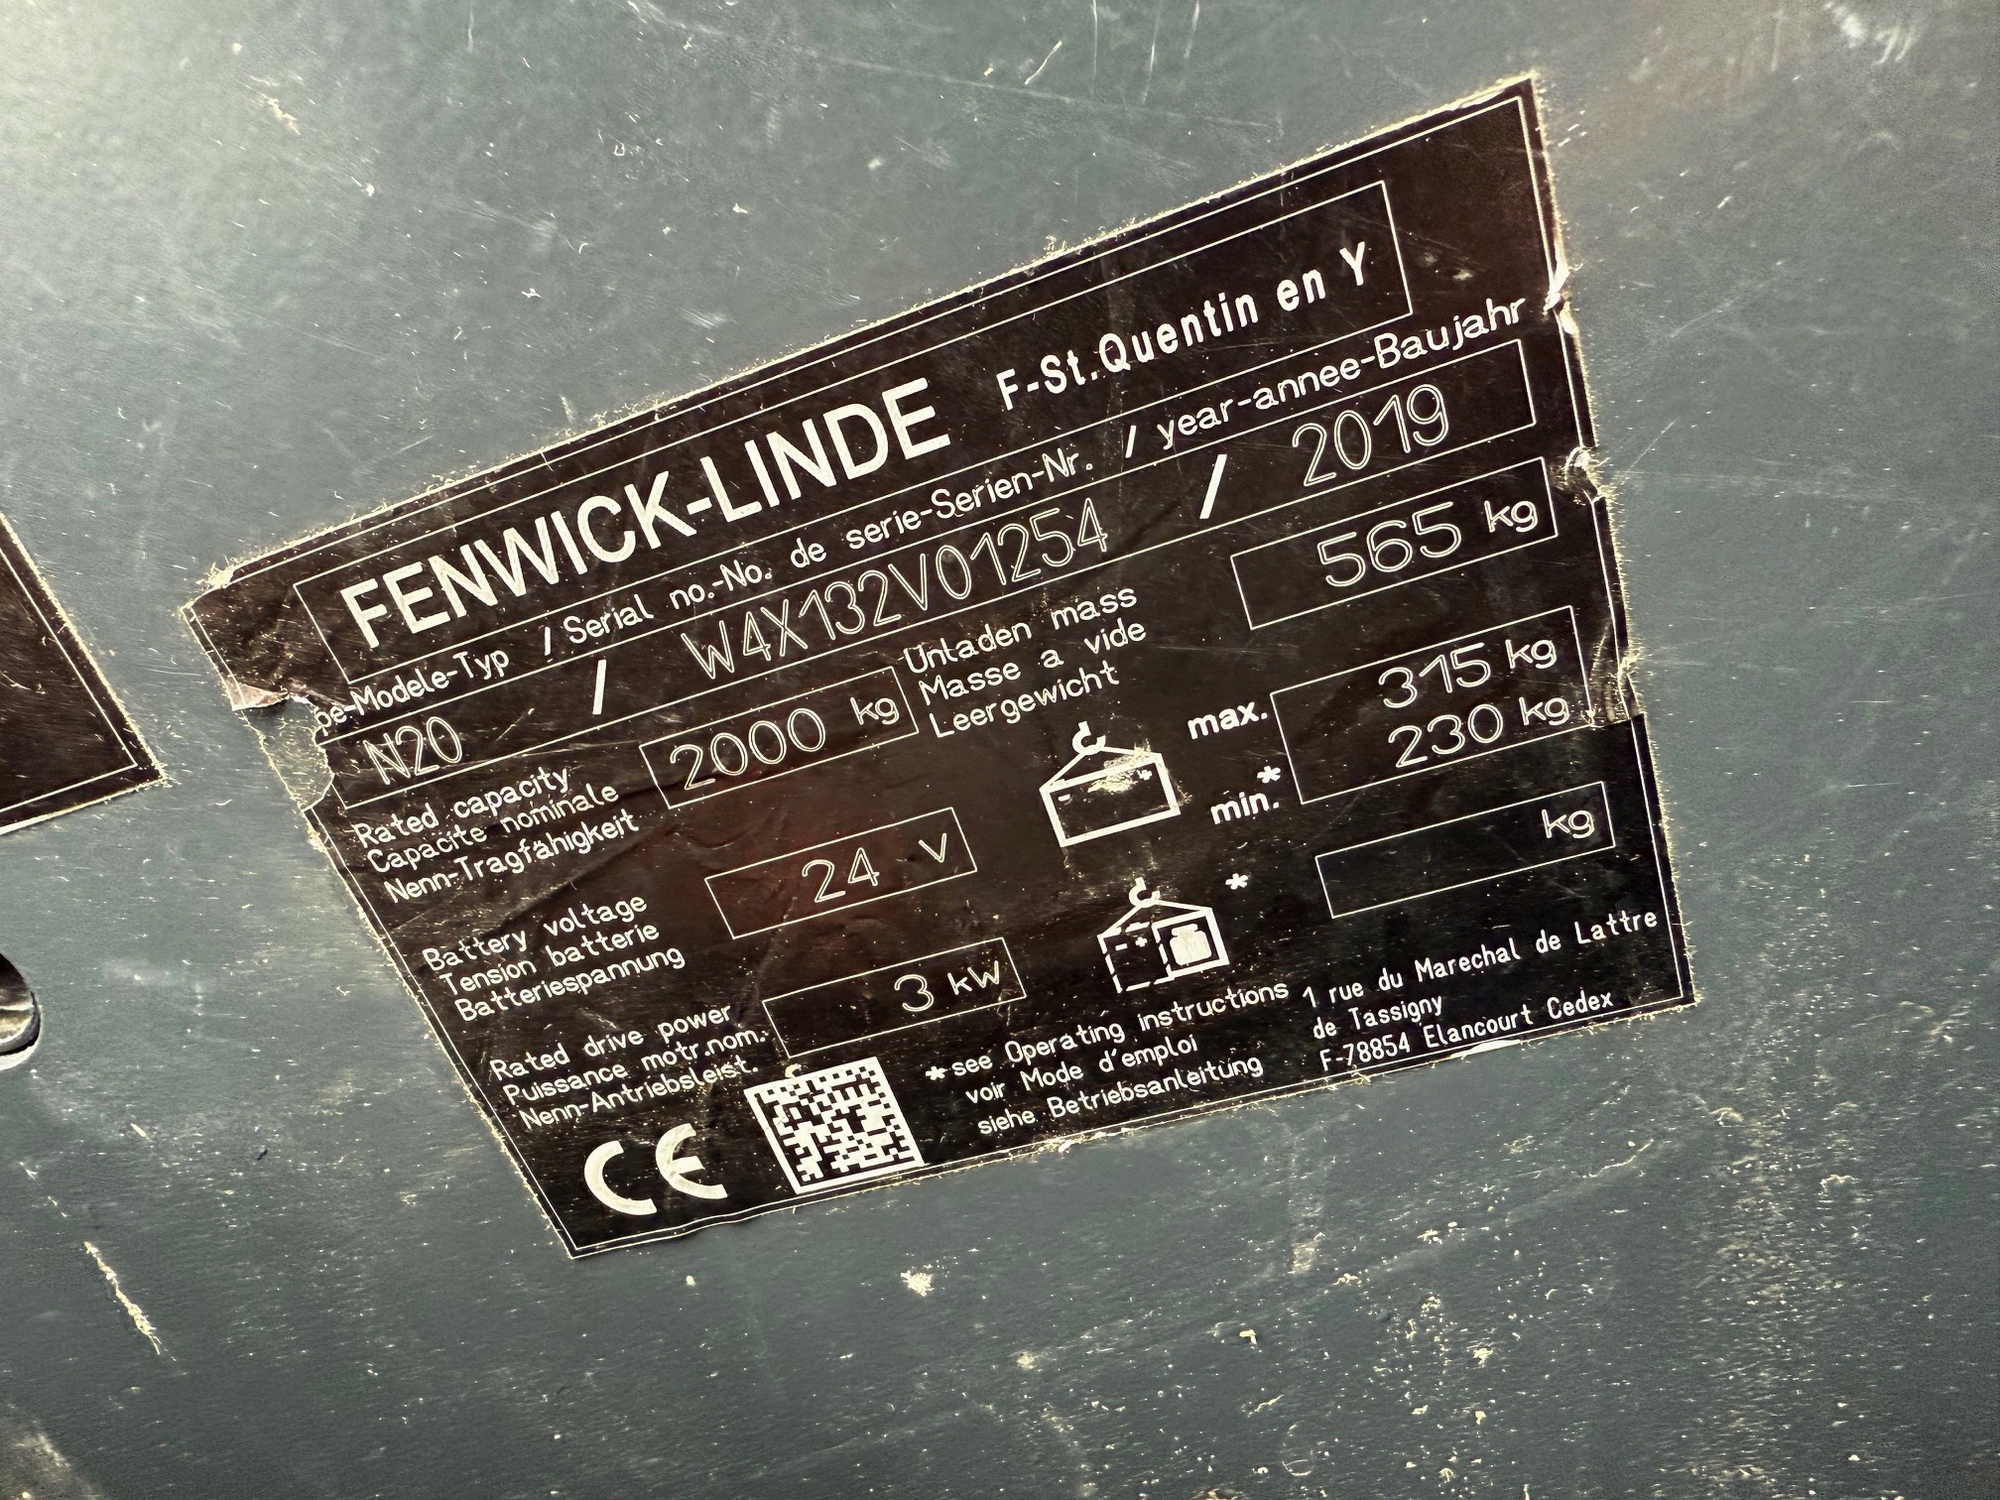 FENWICK-LINDE F-St.Quentin en Y
pe-Modele-Typ / Serial no.-No. de serie-Serien-Nr. / year-annee-Baujahr
N20 / W4X132V01254 / 2019
Rated capacity
Capacite nominale
Nenn-Tragfähigkeit
2000 kg
Unladen mass
Masse a vide
Leergewicht
565 kg
Battery voltage
Tension batterie
Batteriespannung
24 V
max. 315 kg
* min. 230 kg
Rated drive power
Puissance motr.nom.
Nenn-Antriebsleist.
3 kW
* kg
CE
*see Operating instructions
voir Mode d'emploi
siehe Betriebsanleitung
1 rue du Marechal de Lattre
de Tassigny
F-78854 Elancourt Cedex